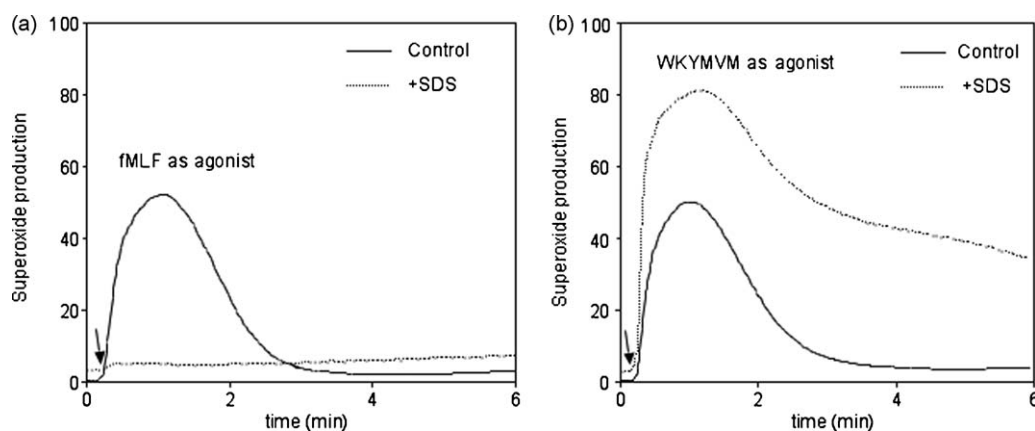 (a)
100
80
60
40
20
0
Superoxide production
Control
+SDS
fMLF as agonist
0
2
4
6
time (min)
(b)
100
80
60
40
20
0
Superoxide production
WKYMVM as agonist
Control
+SDS
0
2
4
6
time (min)